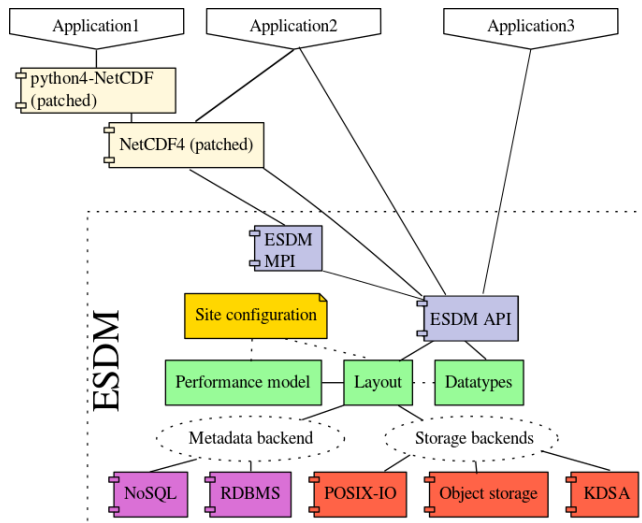 Application1
Application2
Application3
python4-NetCDF
(patched)
NetCDF4 (patched)
ESDM
MPI
Site configuration
ESDM API
ESDM
Performance model
Layout
Datatypes
Metadata backend
Storage backends
NoSQL
RDBMS
POSIX-IO
Object storage
KDSA